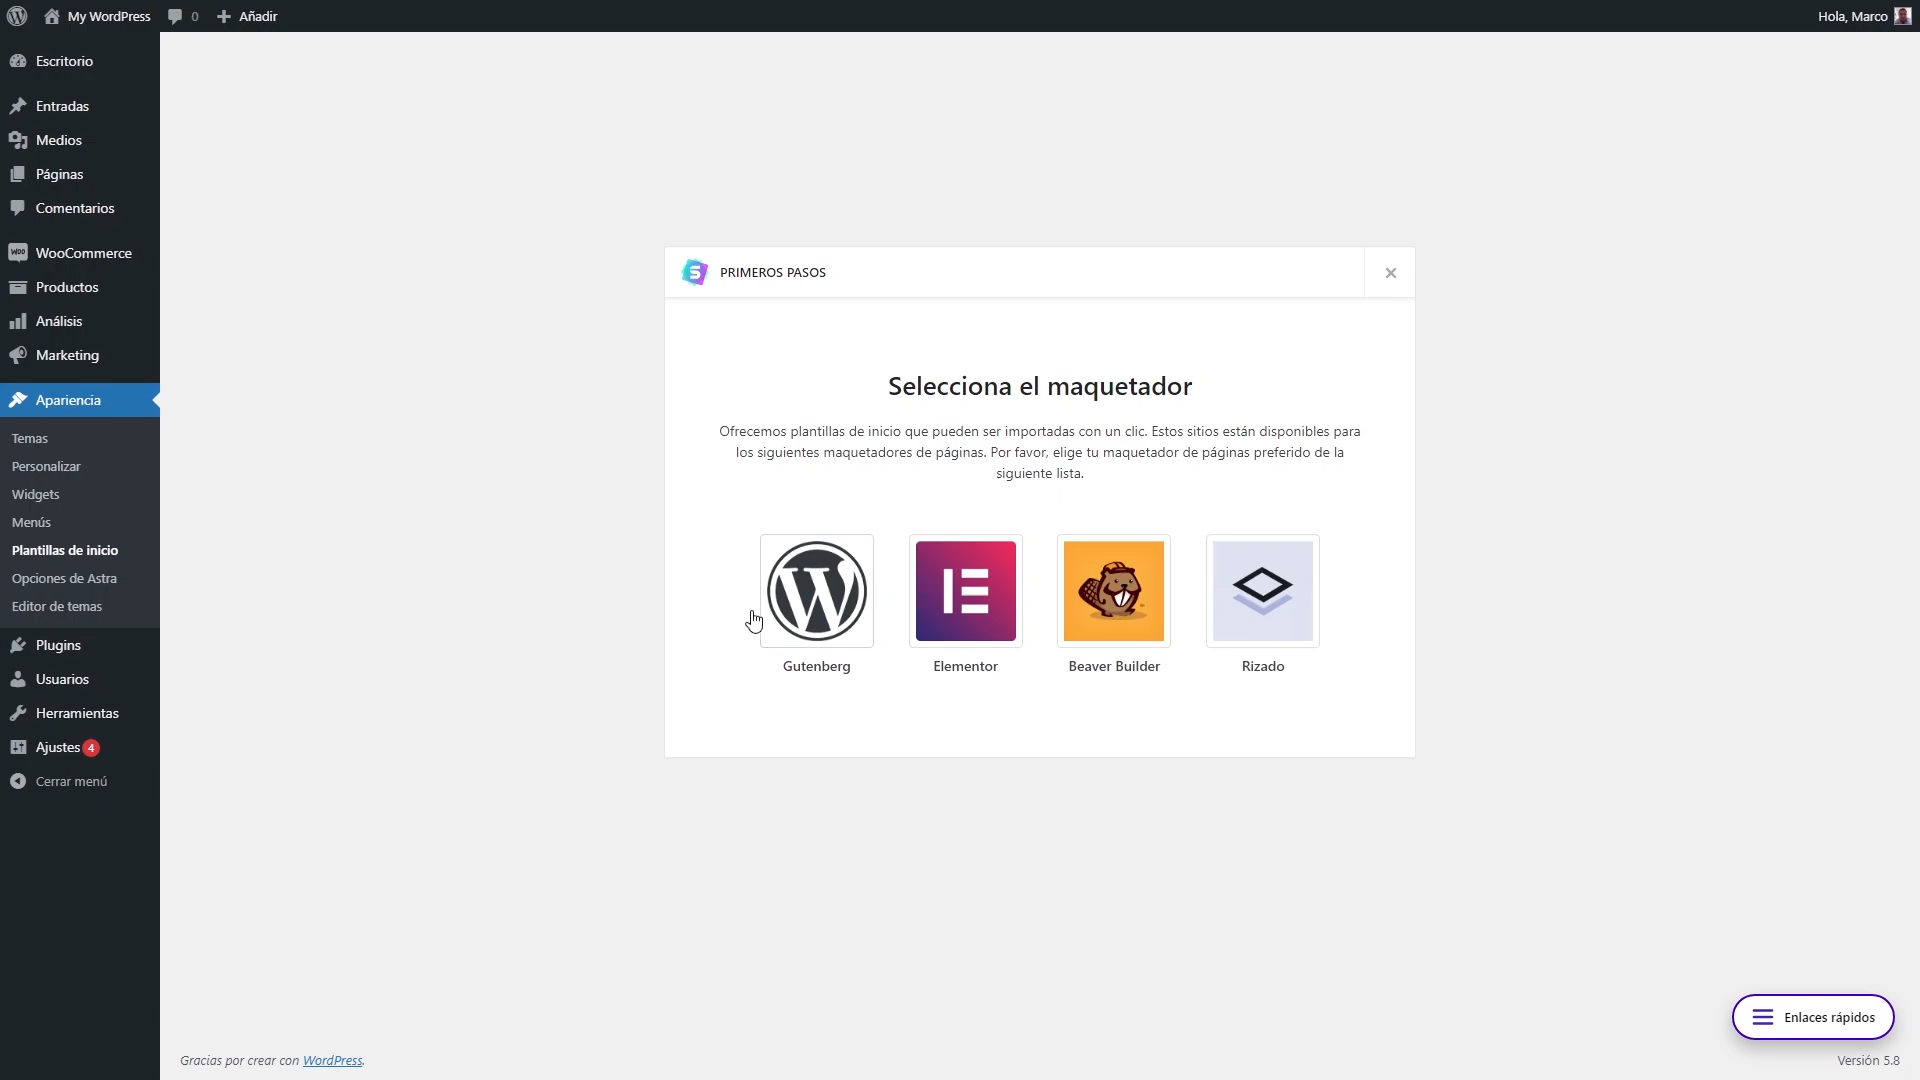 My WordPress
0
Añadir
Hola, Marco
Escritorio
Entradas
Medios
Páginas
Comentarios
WooCommerce
Productos
Análisis
Marketing
Apariencia
Temas
Personalizar
Widgets
Menús
Plantillas de inicio
Opciones de Astra
Editor de temas
Plugins
Usuarios
Herramientas
Ajustes 4
Cerrar menú
PRIMEROS PASOS
Selecciona el maquetador
Ofrecemos plantillas de inicio que pueden ser importadas con un clic. Estos sitios están disponibles para
los siguientes maquetadores de páginas. Por favor, elige tu maquetador de páginas preferido de la
siguiente lista.
Gutenberg
Elementor
Beaver Builder
Rizado
Enlaces rápidos
Gracias por crear con WordPress.
Versión 5.8